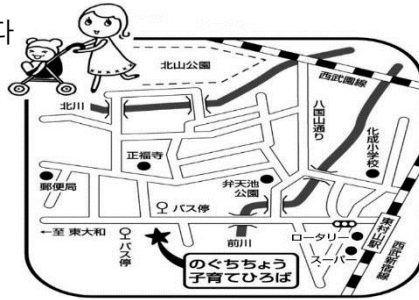 다
北山公園
西武園線
北川
八国山通り
化成小学校
正福寺
郵便局
弁天池
公園
バス停
←至 東大和
バス停
前川
ロータリー
スーパー
東村山駅
西武新宿線
のぐちちょう
子育てひろば